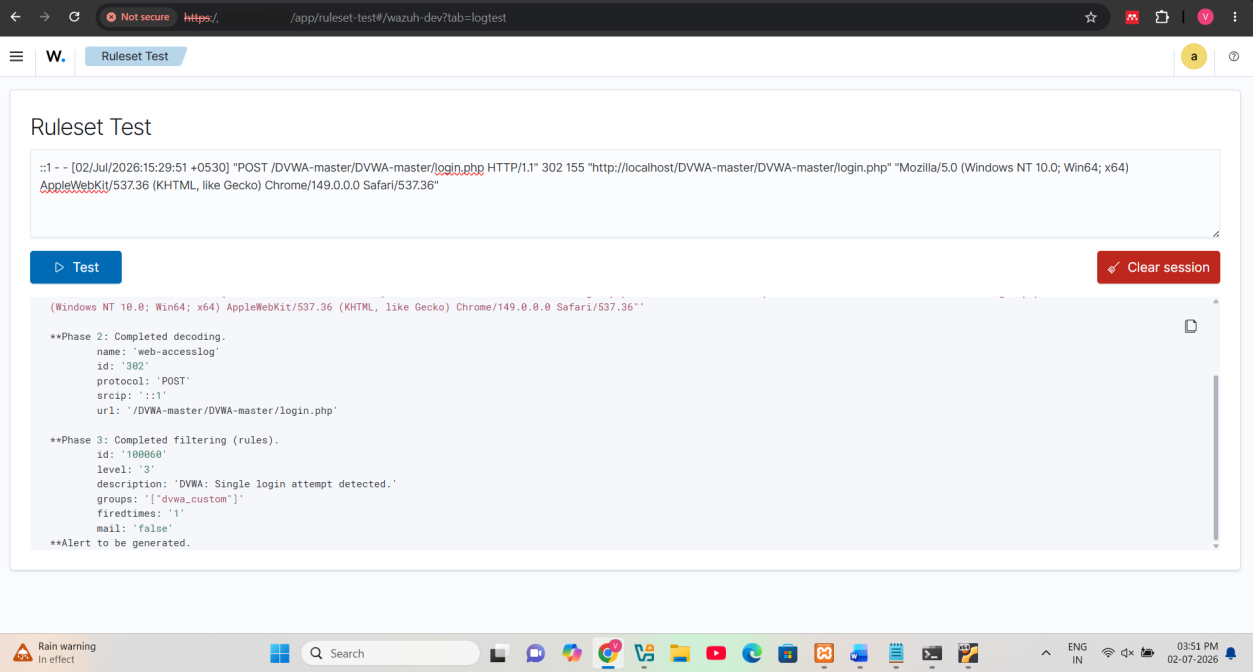 Not secure https:/, /app/ruleset-test#/wazuh-dev?tab=logtest
V
W. Ruleset Test
a
Ruleset Test
::1 - - [02/Jul/2026:15:29:51 +0530] "POST /DVWA-master/DVWA-master/login.php HTTP/1.1" 302 155 "http://localhost/DVWA-master/DVWA-master/login.php" "Mozilla/5.0 (Windows NT 10.0; Win64; x64)
AppleWebKit/537.36 (KHTML, like Gecko) Chrome/149.0.0.0 Safari/537.36"
Test
Clear session
(Windows NT 10.0; Win64; x64) AppleWebKit/537.36 (KHTML, like Gecko) Chrome/149.0.0.0 Safari/537.36"'
**Phase 2: Completed decoding.
name: 'web-accesslog'
id: '302'
protocol: 'POST'
srcip: '::1'
url: '/DVWA-master/DVWA-master/login.php'
**Phase 3: Completed filtering (rules).
id: '100060'
level: '3'
description: 'DVWA: Single login attempt detected.'
groups: '["dvwa_custom"]'
firedtimes: '1'
mail: 'false'
**Alert to be generated.
Rain warning
In effect
Search
ENG
IN
03:51 PM
02-07-2026